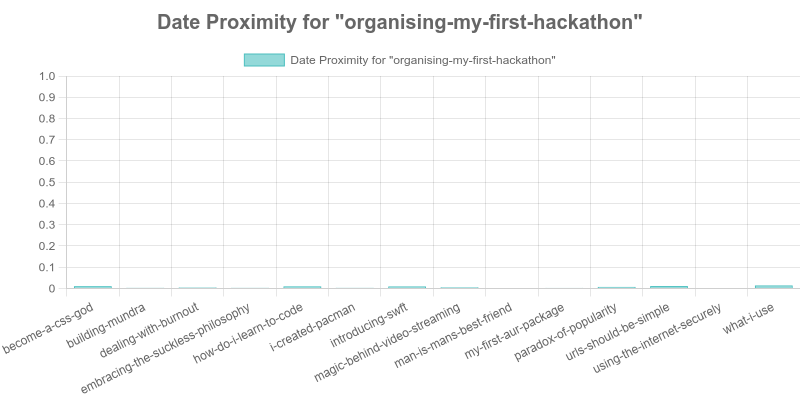 Date Proximity for "organising-my-first-hackathon"
Date Proximity for "organising-my-first-hackathon"
1.0
0.9
0.8
0.7
0.6
0.5
0.4
0.3
0.2
0.1
0
become-a-css-god
building-mundra
dealing-with-burnout
embracing-the-suckless-philosophy
how-do-i-learn-to-code
i-created-pacman
introducing-swft
magic-behind-video-streaming
man-is-mans-best-friend
my-first-aur-package
paradox-of-popularity
urls-should-be-simple
using-the-internet-securely
what-i-use